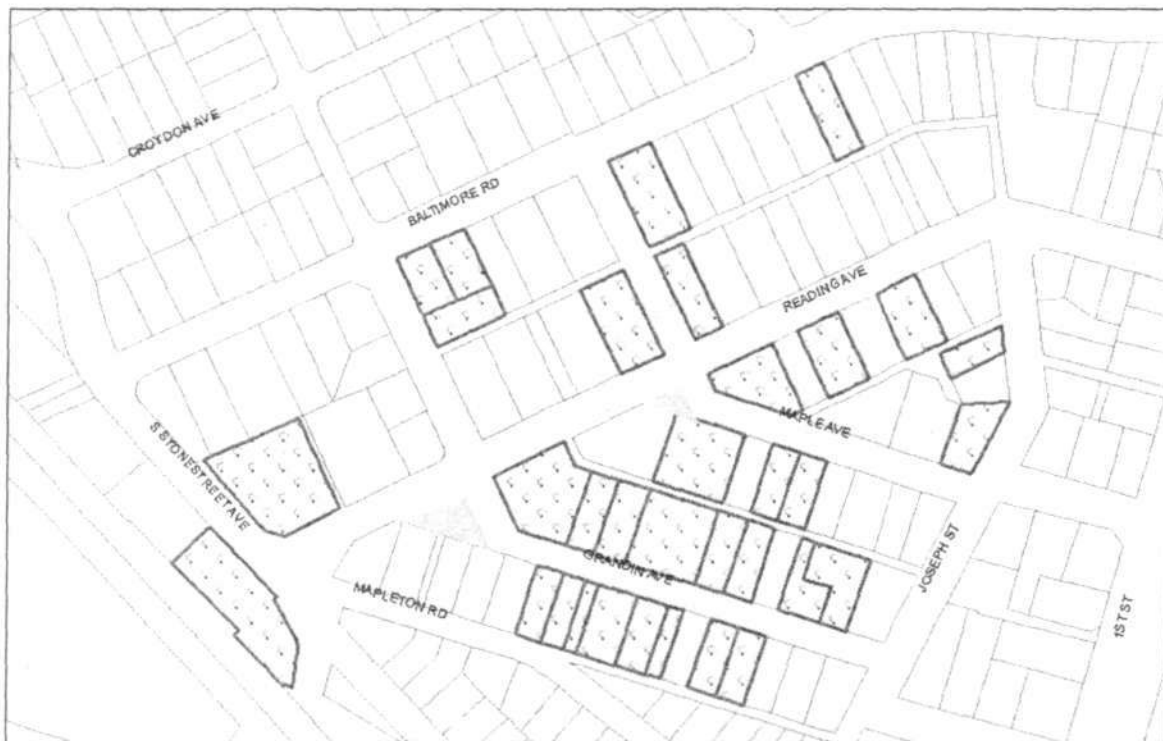 CROYDON AVE
BALTIMORE RD
READING AVE
MAPLE AVE
S STONESTREET AVE
GRANDIN AVE
MAPLETON RD
JOSEPH ST
1ST ST